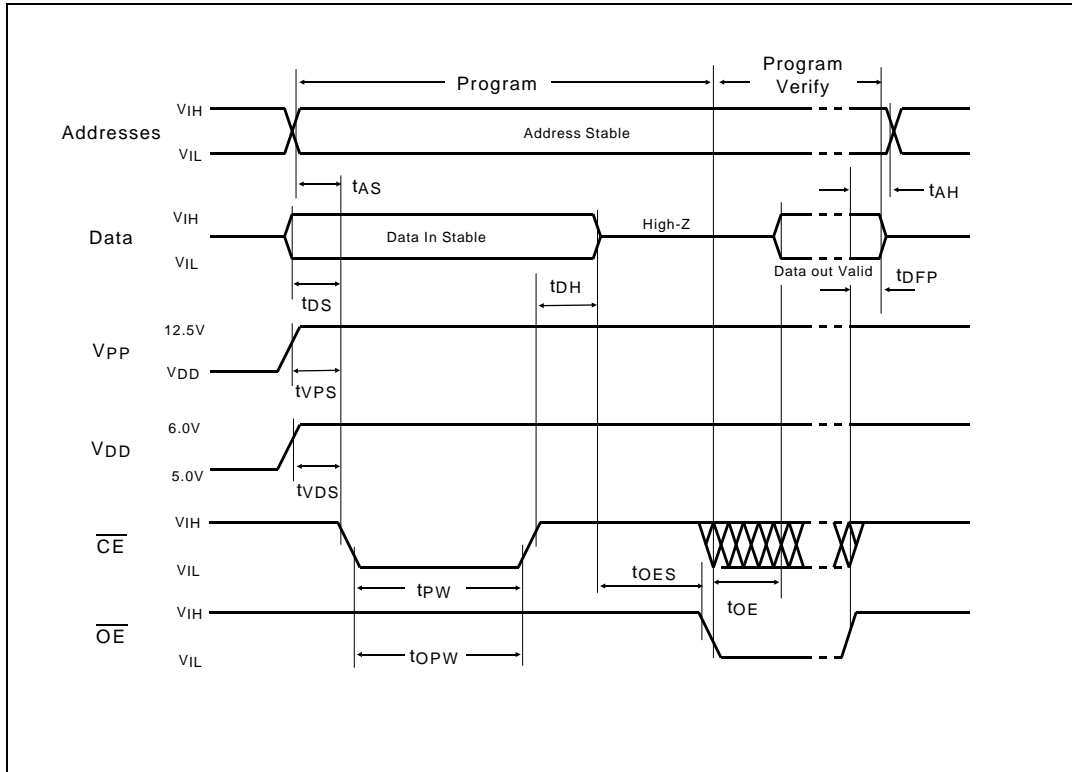 Program
Program
Verify
Addresses
VIH
VIL
Address Stable
tAS
tAH
Data
VIH
VIL
Data In Stable
High-Z
Data out Valid
tDS
tDH
tDFP
VPP
12.5V
VDD
tVPS
VDD
6.0V
5.0V
tVDS
CE
VIH
VIL
tPW
tOES
tOE
OE
VIH
VIL
tOPW